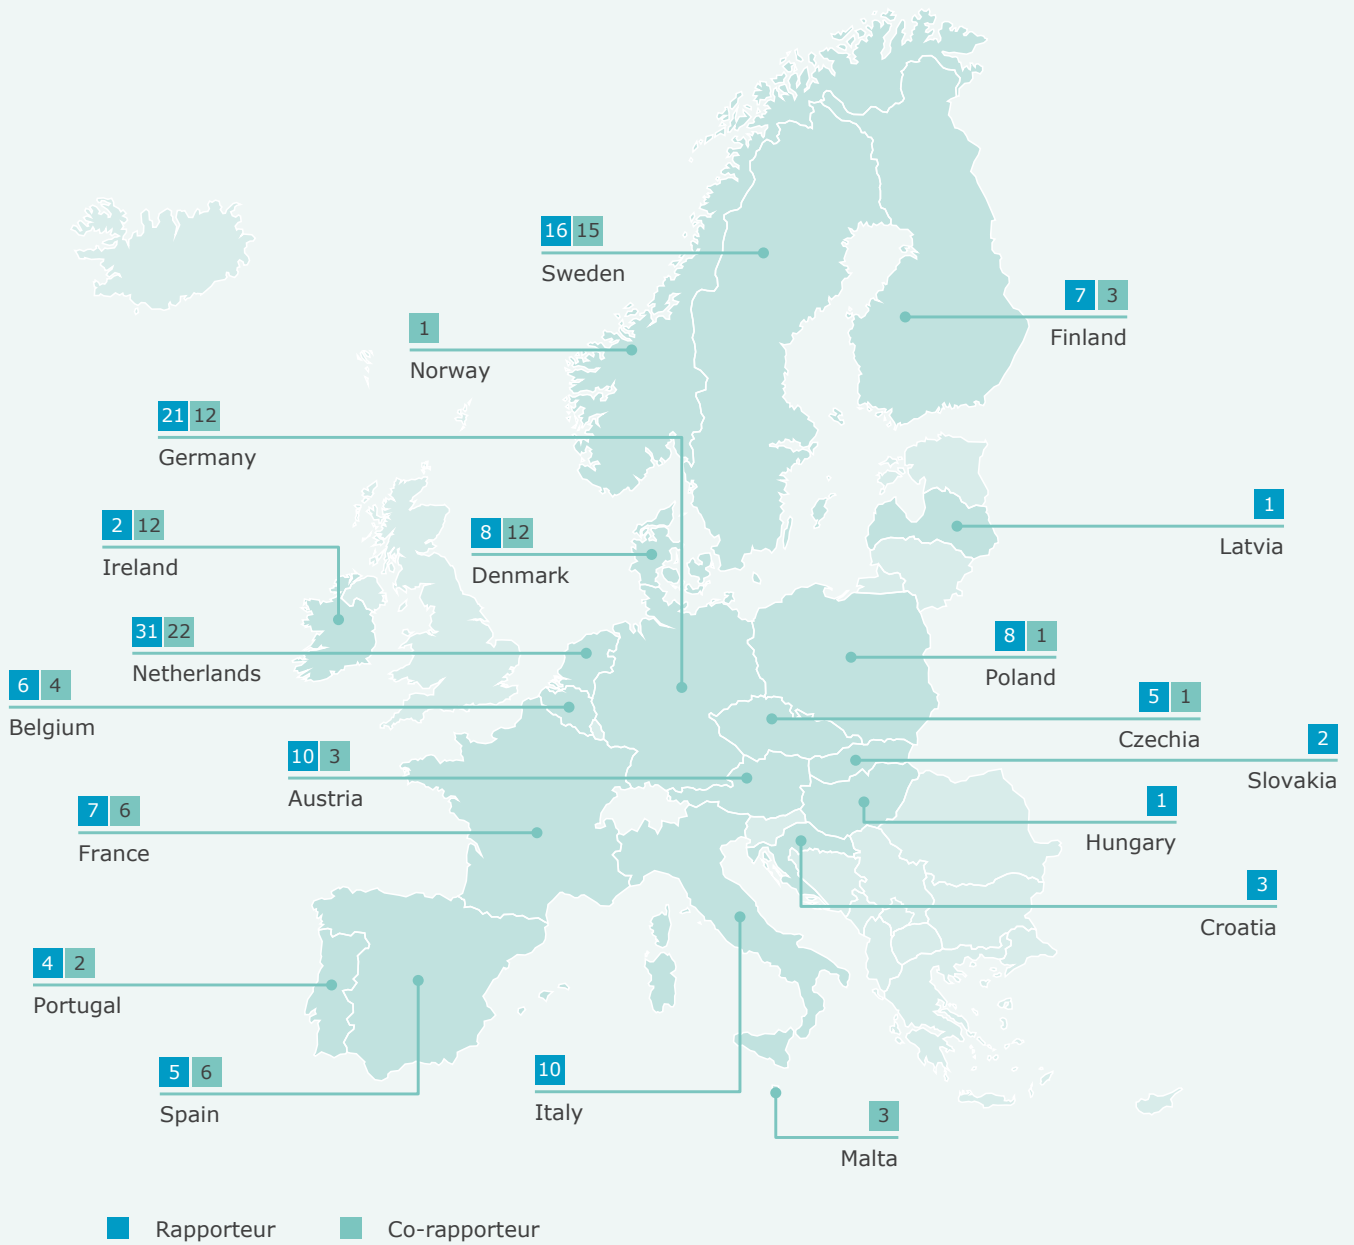 16 15
Sweden
7 3
Finland
1
Norway
21 12
Germany
1
Latvia
2 12
Ireland
8 12
Denmark
31 22
Netherlands
8 1
Poland
6 4
Belgium
5 1
Czechia
2
Slovakia
10 3
Austria
7 6
France
1
Hungary
3
Croatia
4 2
Portugal
5 6
Spain
10
Italy
3
Malta
Rapporteur
Co-rapporteur